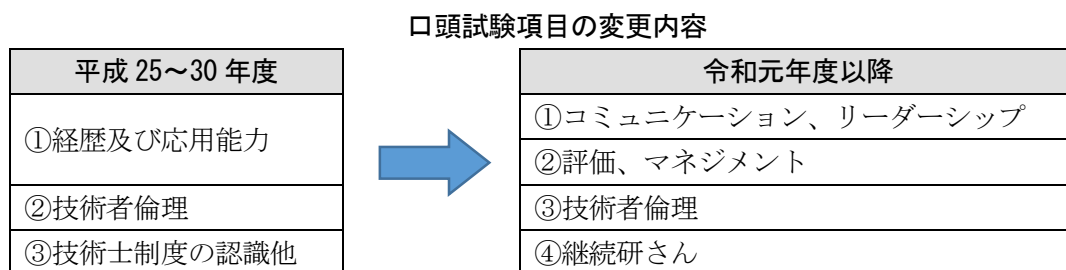 口頭試験項目の変更内容
平成 25～30 年度
①経歴及び応用能力
②技術者倫理
③技術士制度の認識他
令和元年度以降
①コミュニケーション、リーダーシップ
②評価、マネジメント
③技術者倫理
④継続研さん